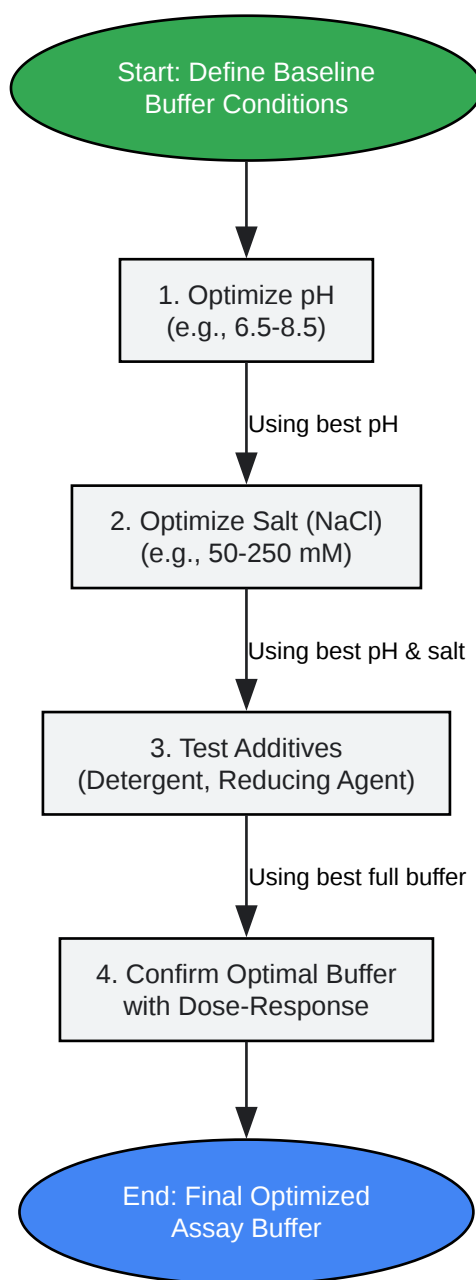 Start: Define Baseline
Buffer Conditions
1. Optimize pH
(e.g., 6.5-8.5)
Using best pH
2. Optimize Salt (NaCl)
(e.g., 50-250 mM)
Using best pH & salt
3. Test Additives
(Detergent, Reducing Agent)
Using best full buffer
4. Confirm Optimal Buffer
with Dose-Response
End: Final Optimized
Assay Buffer